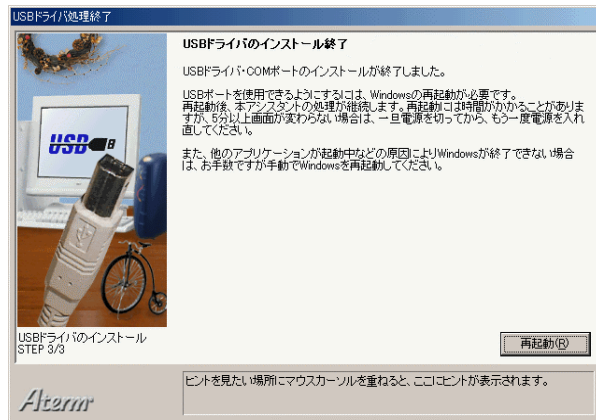 USBドライバ処理終了
USBドライバのインストール終了
USBドライバ・COMポートのインストールが終了しました。
USBポートを使用できるようにするには、Windowsの再起動が必要です。
再起動後、本アシスタントの処理が継続します。再起動には時間がかかることがありま
すが、5分以上画面が変わらない場合は、一旦電源を切ってから、もう一度電源を入れ
直してください。
また、他のアプリケーションが起動中などの原因によりWindowsが終了できない場合
は、お手数ですが手動でWindowsを再起動してください。
USB
USBドライバのインストール
STEP 3/3
再起動(R)
Aterm
ヒントを見たい場所にマウスカーソルを重ねると、ここにヒントが表示されます。